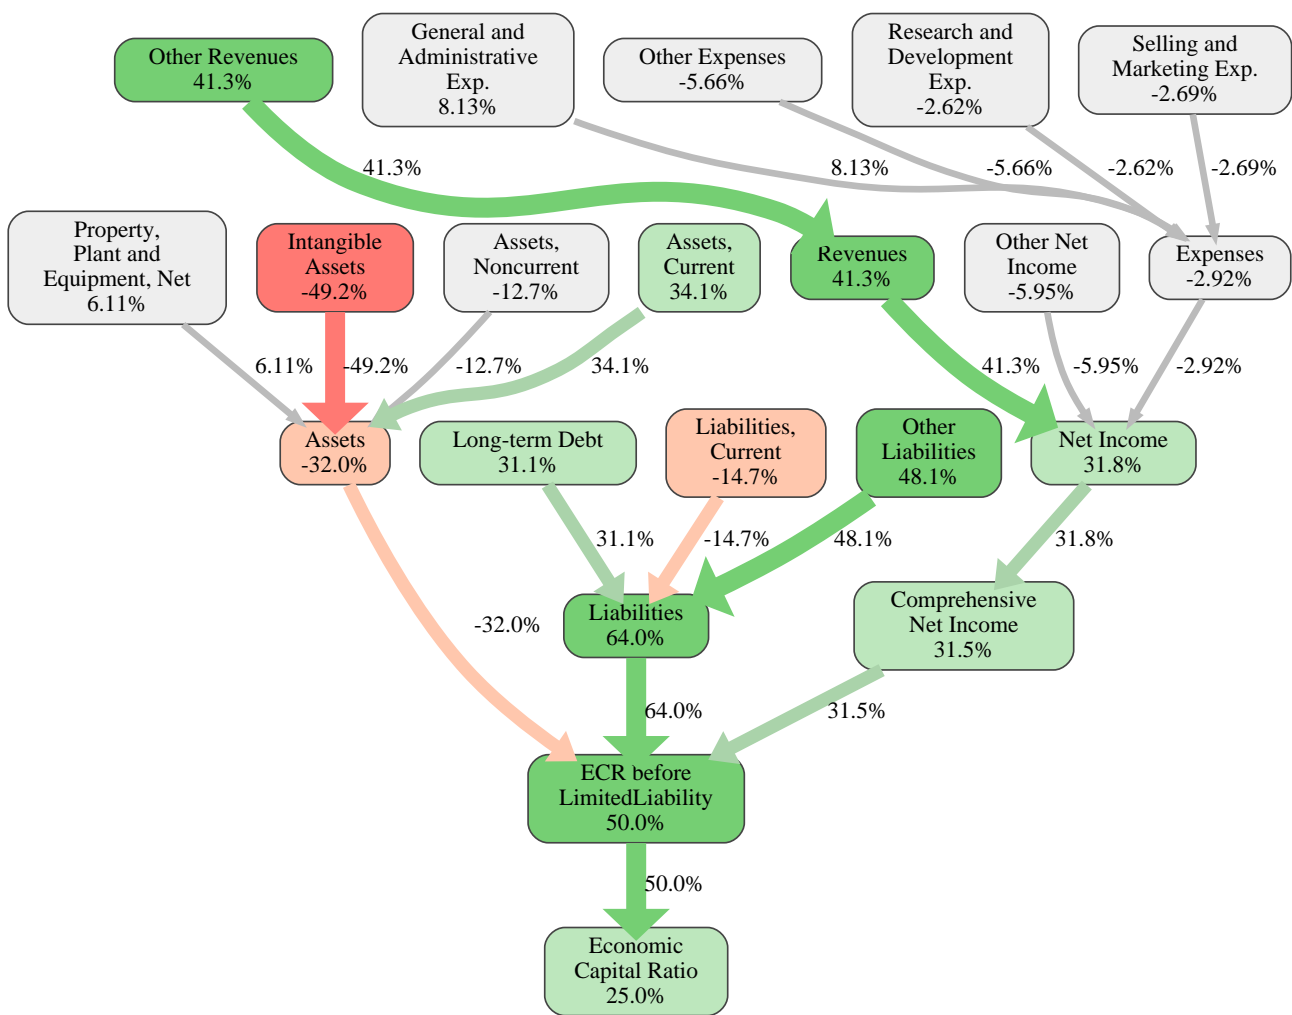 Other Revenues
41.3%
General and
Administrative
Exp.
8.13%
Other Expenses
-5.66%
Research and
Development
Exp.
-2.62%
Selling and
Marketing Exp.
-2.69%
41.3%
8.13%
-5.66%
-2.62%
-2.69%
Property,
Plant and
Equipment, Net
6.11%
Intangible
Assets
-49.2%
Assets,
Noncurrent
-12.7%
Assets,
Current
34.1%
Revenues
41.3%
Other Net
Income
-5.95%
Expenses
-2.92%
6.11%
-49.2%
-12.7%
34.1%
41.3%
-5.95%
-2.92%
Assets
-32.0%
Long-term Debt
31.1%
Liabilities,
Current
-14.7%
Other
Liabilities
48.1%
Net Income
31.8%
31.1%
-14.7%
48.1%
31.8%
-32.0%
Liabilities
64.0%
Comprehensive
Net Income
31.5%
64.0%
31.5%
ECR before
LimitedLiability
50.0%
50.0%
Economic
Capital Ratio
25.0%